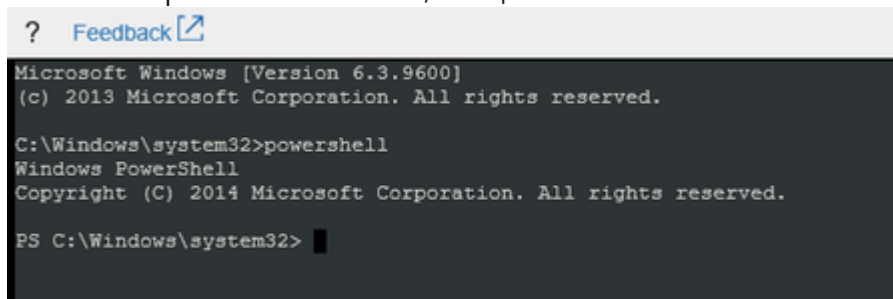 ? Feedback
Microsoft Windows [Version 6.3.9600]
(c) 2013 Microsoft Corporation. All rights reserved.
C:\Windows\system32>powershell
Windows PowerShell
Copyright (C) 2014 Microsoft Corporation. All rights reserved.
PS C:\Windows\system32>